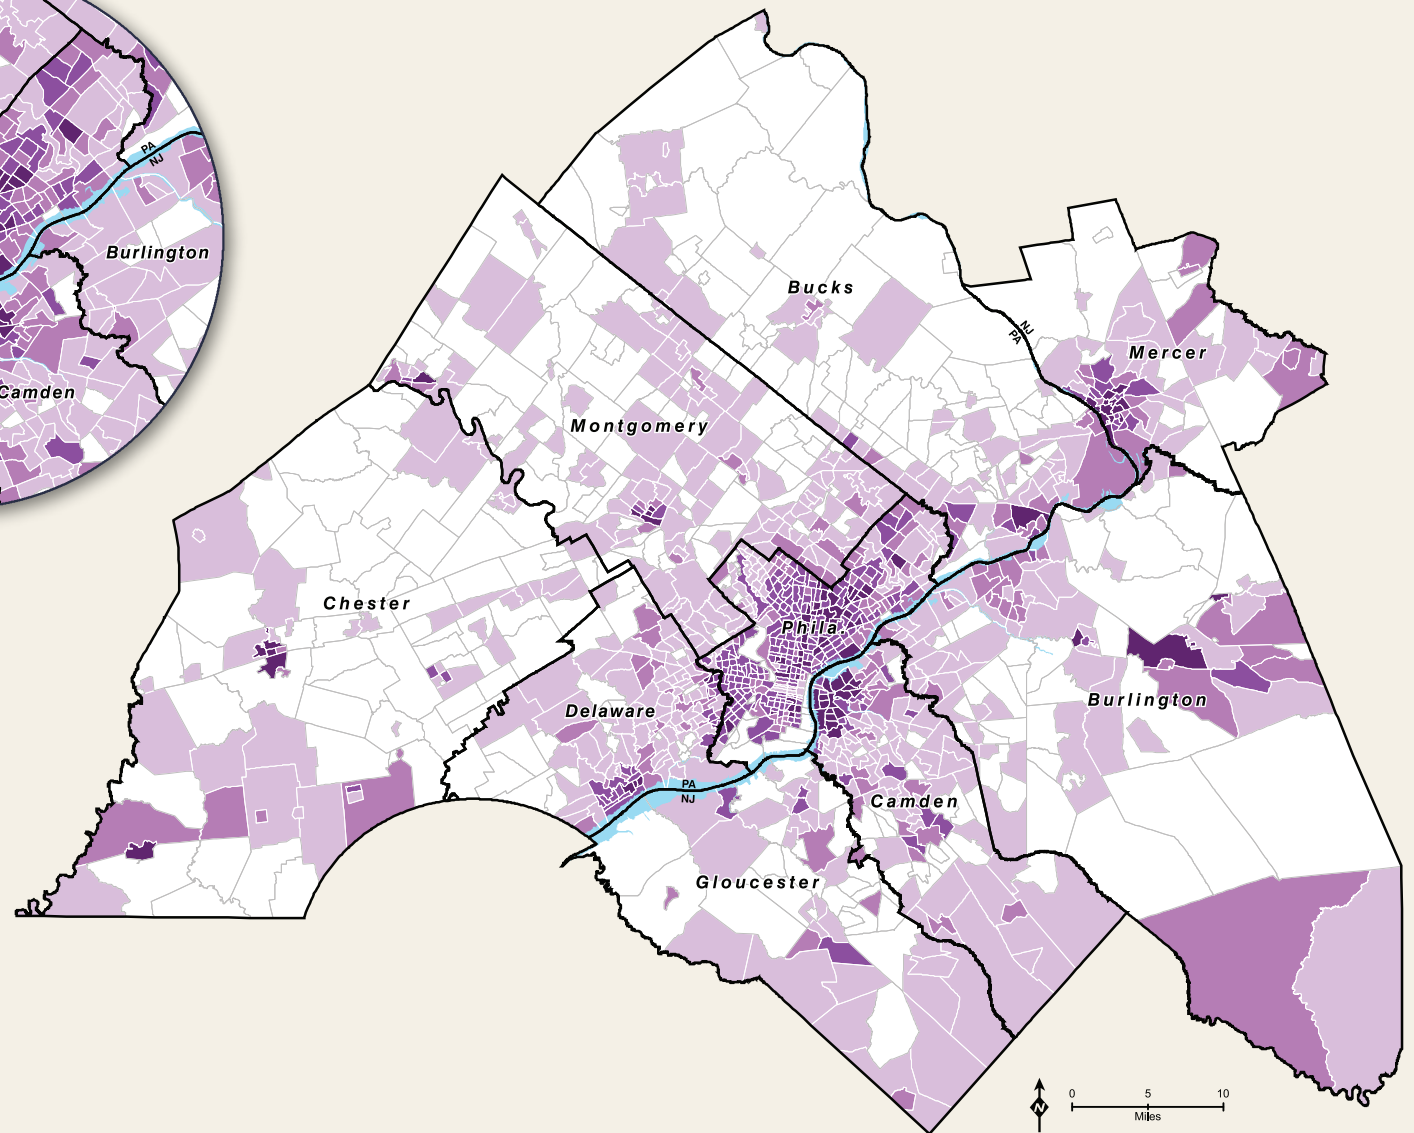 PA
NJ
Burlington
Camden
Bucks
NJ
PA
Mercer
Montgomery
Chester
Phila.
Delaware
Burlington
PA
NJ
Camden
Gloucester
N
0 5 10
Miles